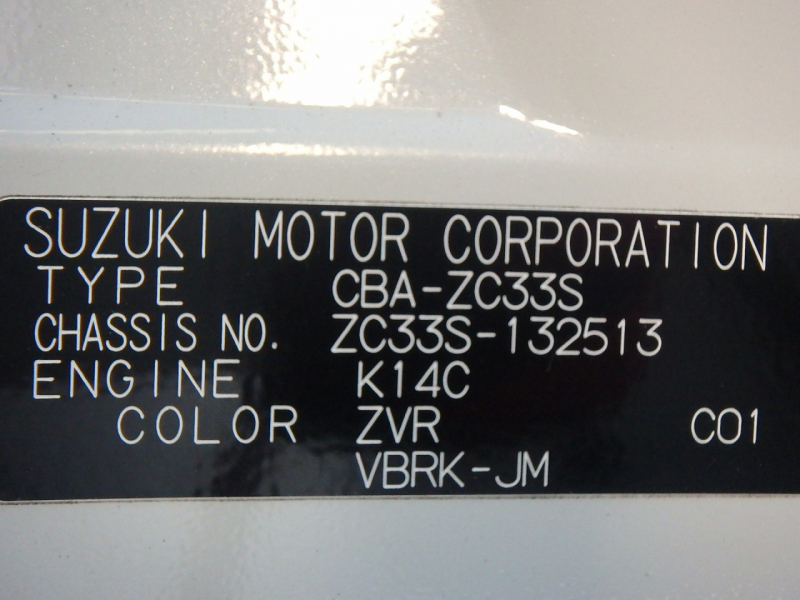 SUZUKI MOTOR CORPORATION
TYPE CBA-ZC33S
CHASSIS NO. ZC33S-132513
ENGINE K14C
COLOR ZVR C01
VBRK-JM